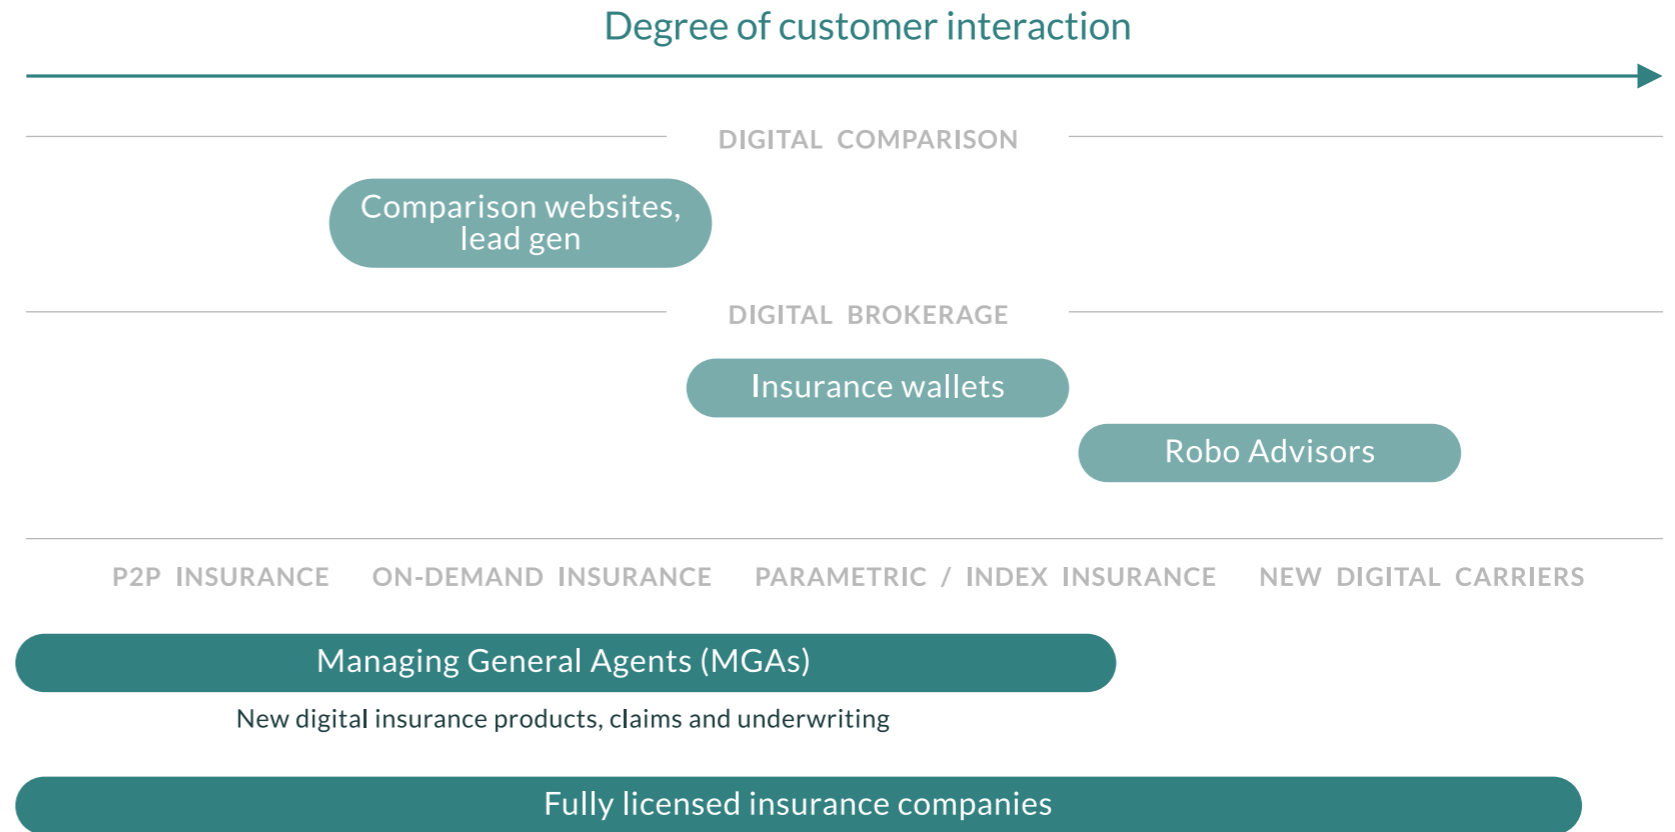 Degree of customer interaction
DIGITAL COMPARISON
Comparison websites,
lead gen
DIGITAL BROKERAGE
Insurance wallets
Robo Advisors
P2P INSURANCE ON-DEMAND INSURANCE PARAMETRIC / INDEX INSURANCE NEW DIGITAL CARRIERS
Managing General Agents (MGAs)
New digital insurance products, claims and underwriting
Fully licensed insurance companies